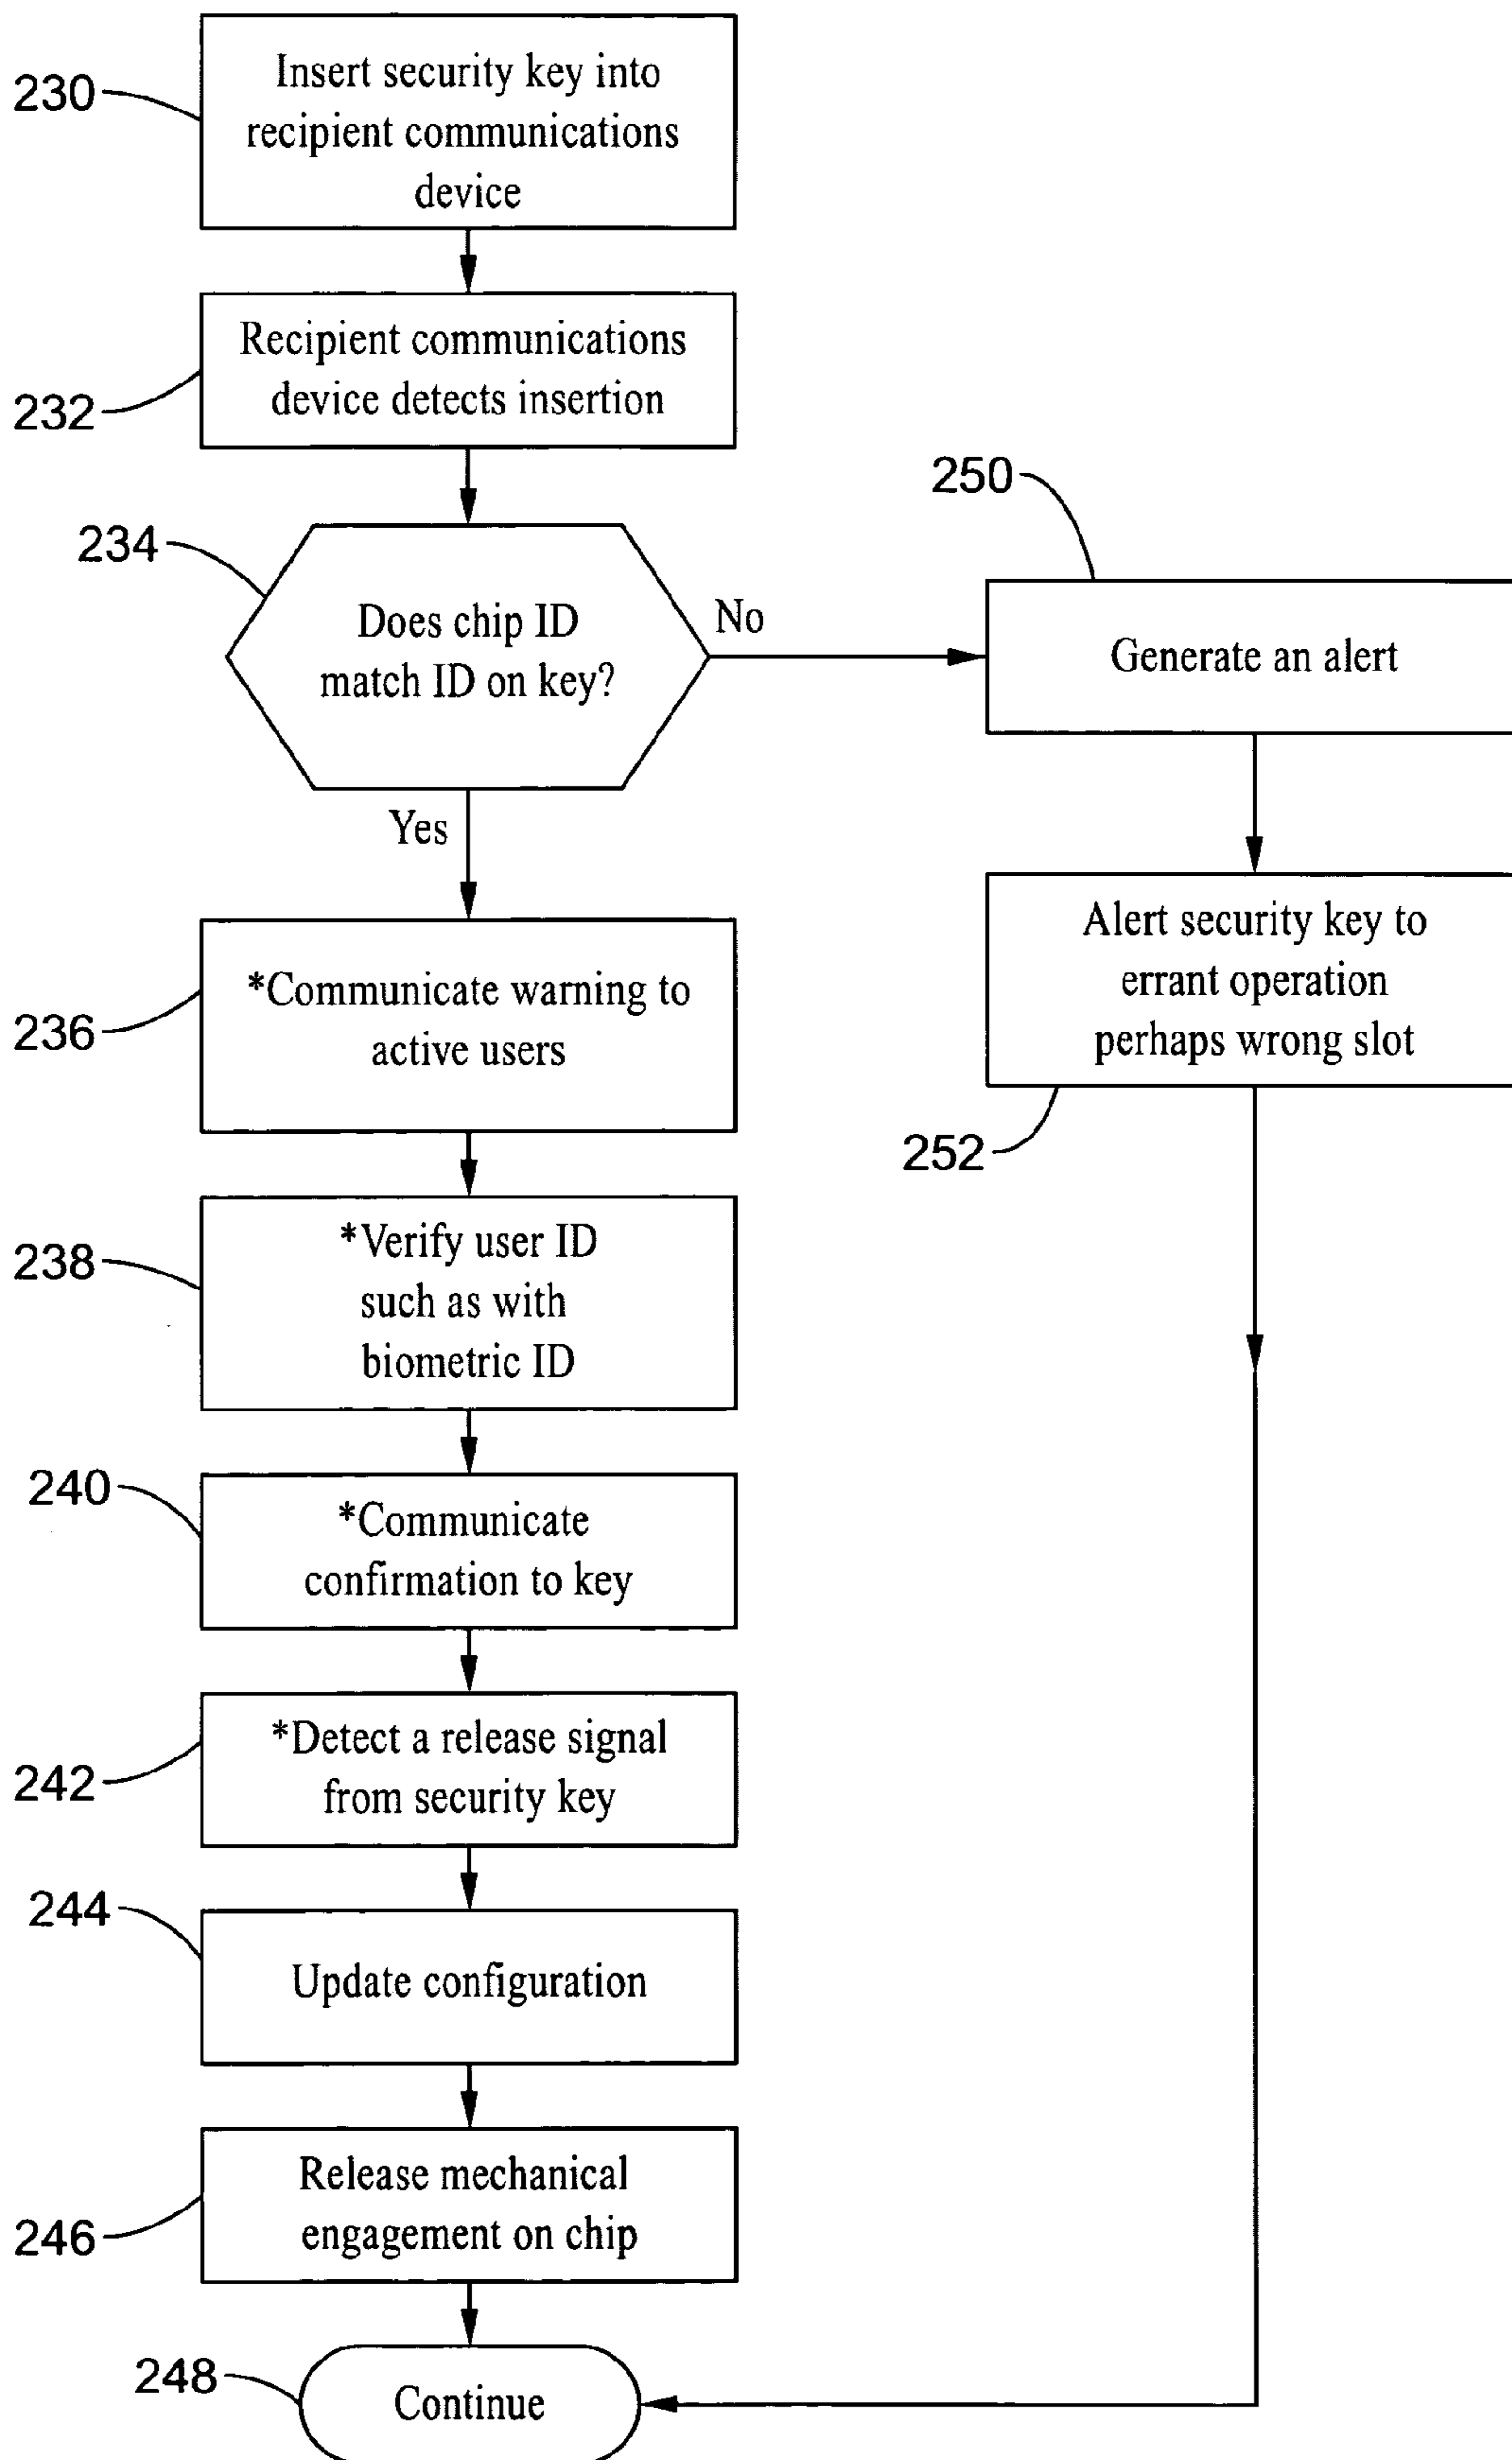 230
Insert security key into
recipient communications
device
232
Recipient communications
device detects insertion
234
Does chip ID
match ID on key?
No
Yes
250
Generate an alert
252
Alert security key to
errant operation
perhaps wrong slot
236
*Communicate warning to
active users
238
*Verify user ID
such as with
biometric ID
240
*Communicate
confirmation to key
242
*Detect a release signal
from security key
244
Update configuration
246
Release mechanical
engagement on chip
248
Continue